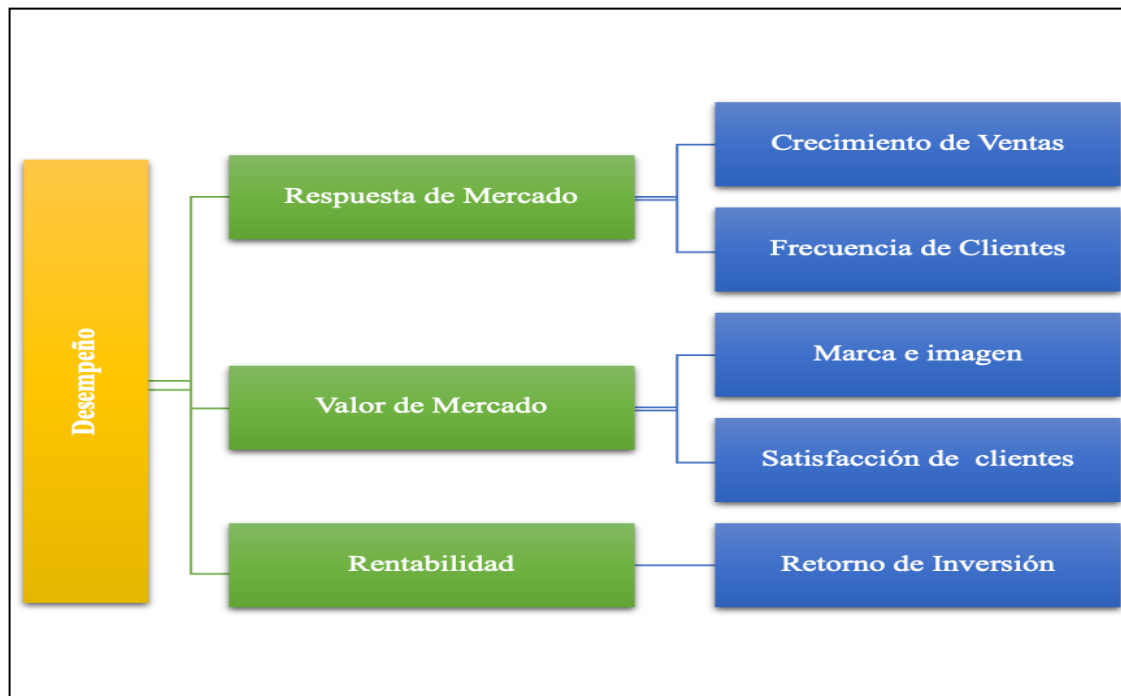 Desempeño
Respuesta de Mercado
Crecimiento de Ventas
Frecuencia de Clientes
Valor de Mercado
Marca e imagen
Satisfacción de  clientes
Rentabilidad
Retorno de Inversión